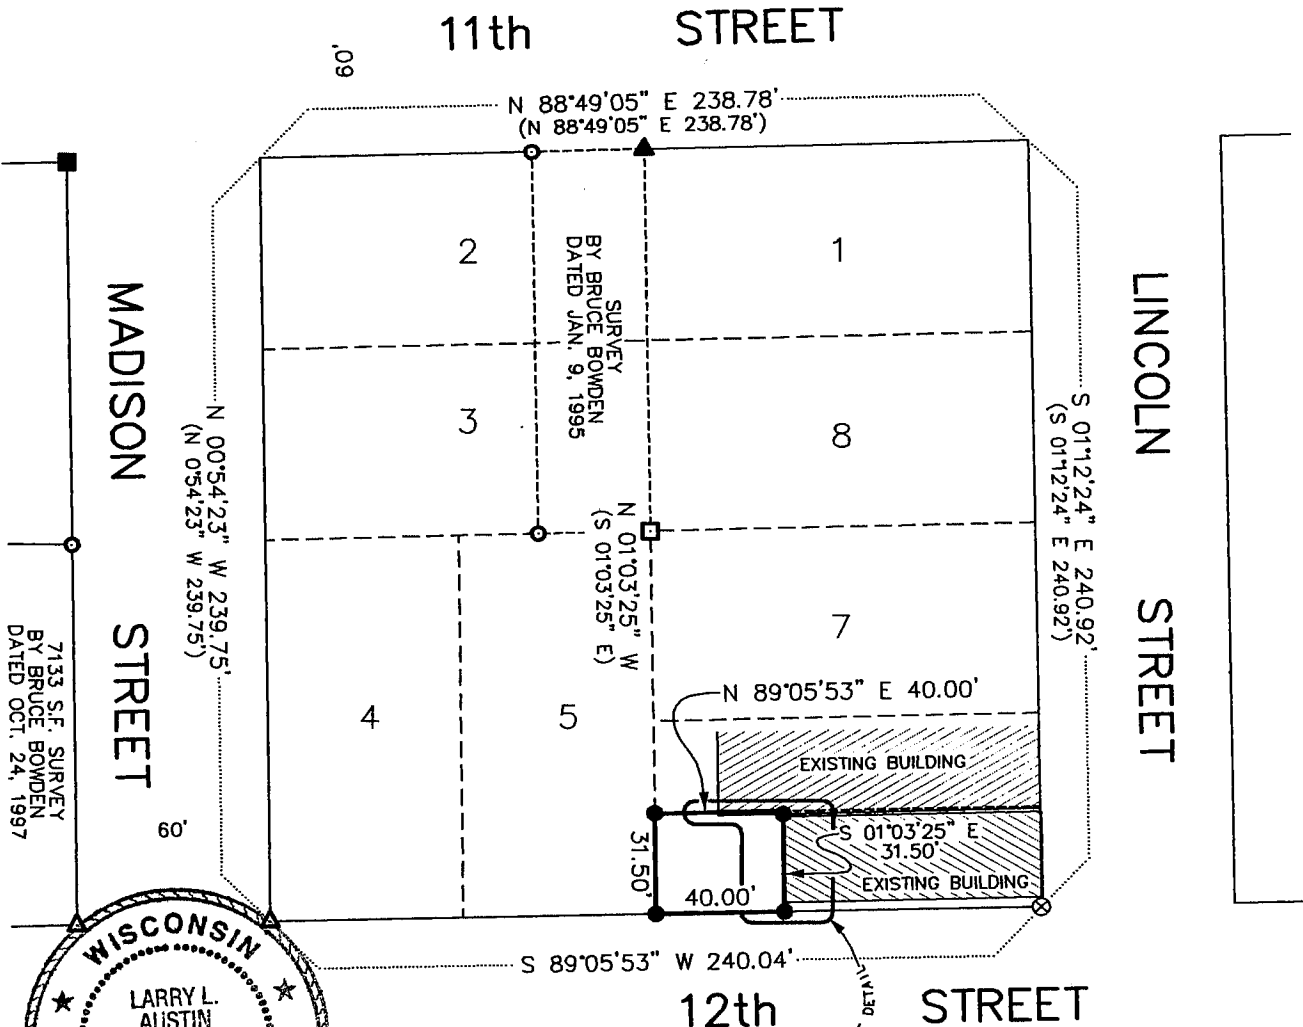 11th STREET
60'
N 88°49'05" E 238.78'
(N 88°49'05" E 238.78')
2
1
SURVEY
BY BRUCE BOWDEN
DATED JAN. 9, 1995
MADISON STREET
LINCOLN STREET
3
8
N 00°54'23" W 239.75'
(N 0°54'23" W 239.75')
S 01°12'24" E 240.92'
(S 01°12'24" E 240.92')
N 01°03'25" W
(S 01°03'25" E)
7
7133 S.F. SURVEY
BY BRUCE BOWDEN
DATED OCT. 24, 1997
4
5
N 89°05'53" E 40.00'
EXISTING BUILDING
60'
31.50'
S 01°03'25" E
31.50'
40.00'
EXISTING BUILDING
WISCONSIN
S 89°05'53" W 240.04'
LARRY L.
AUSTIN
DETAIL
12th STREET